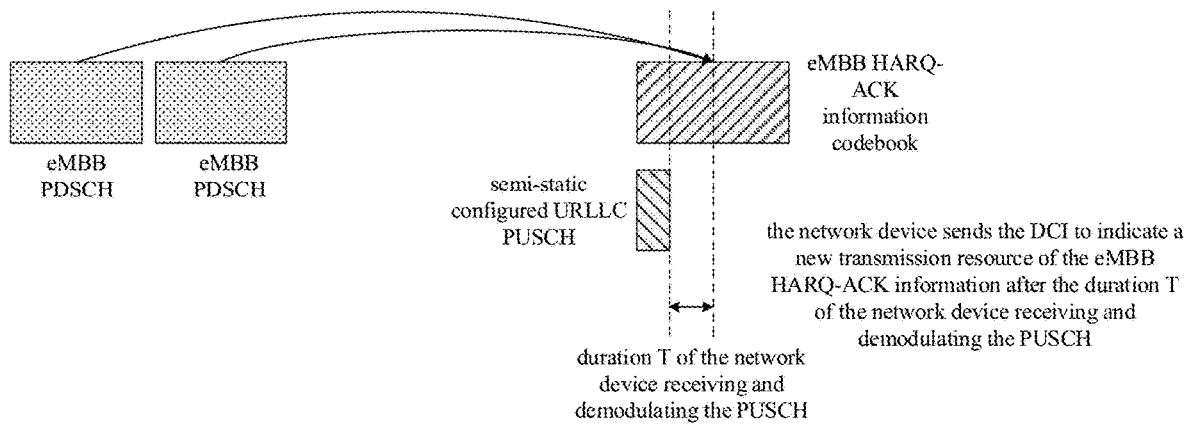 eMBB
PDSCH
eMBB
PDSCH
eMBB HARQ-
ACK
information
codebook
semi-static
configured URLLC
PUSCH
the network device sends the DCI to indicate a
new transmission resource of the eMBB
HARQ-ACK information after the duration T
of the network device receiving and
demodulating the PUSCH
duration T of the network
device receiving and
demodulating the PUSCH